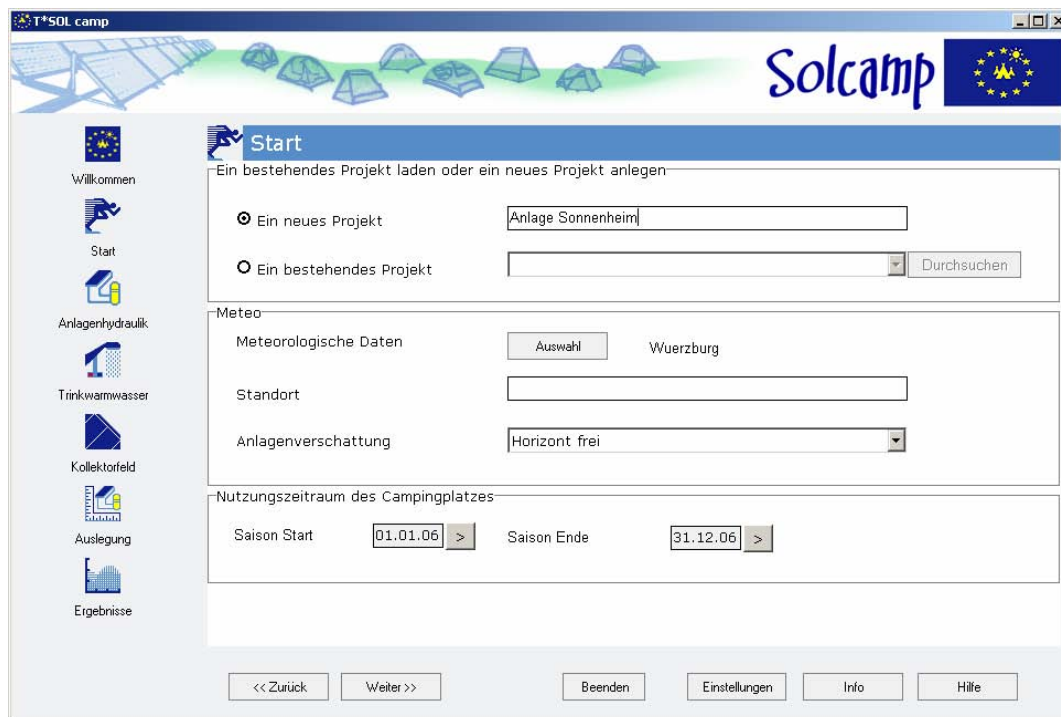 T*SOL camp
Solcamp
Willkommen
Start
Anlagenhydraulik
Trinkwarmwasser
Kollektorfeld
Auslegung
Ergebnisse
Start
Ein bestehendes Projekt laden oder ein neues Projekt anlegen
Ein neues Projekt Anlage Sonnenheim
Ein bestehendes Projekt Durchsuchen
Meteo
Meteorologische Daten Auswahl Wuerzburg
Standort
Anlagenverschattung Horizont frei
Nutzungszeitraum des Campingplatzes
Saison Start 01.01.06 > Saison Ende 31.12.06 >
<< Zurück Weiter >> Beenden Einstellungen Info Hilfe